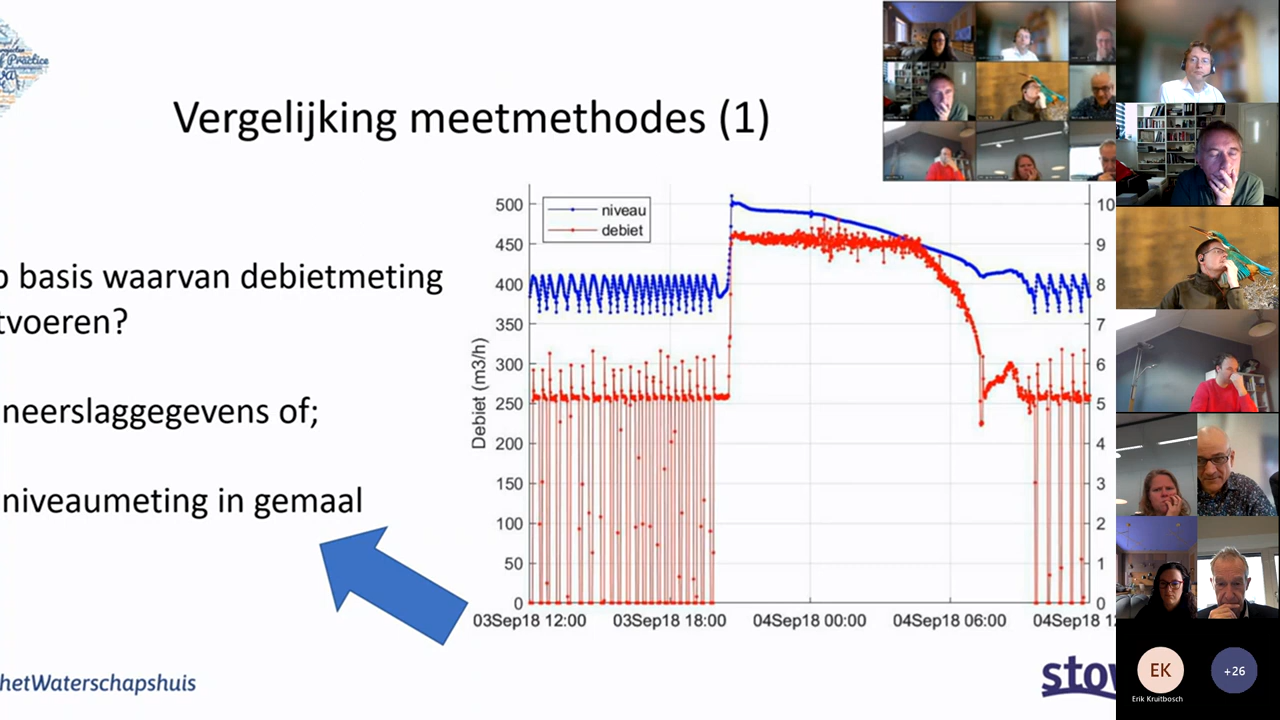 f Practice
Vergelijking meetmethodes (1)
basis waarvan debietmeting
tvoeren?
neerslaggegevens of;
niveaumeting in gemaal
niveau
debiet
Debiet (m3/h)
500
450
400
350
300
250
200
150
100
50
0
10
9
8
7
6
5
4
3
2
1
0
03Sep18 12:00
03Sep18 18:00
04Sep18 00:00
04Sep18 06:00
04Sep18 12
hetWaterschapshuis
stow
EK
+26
Erik Kruitbosch